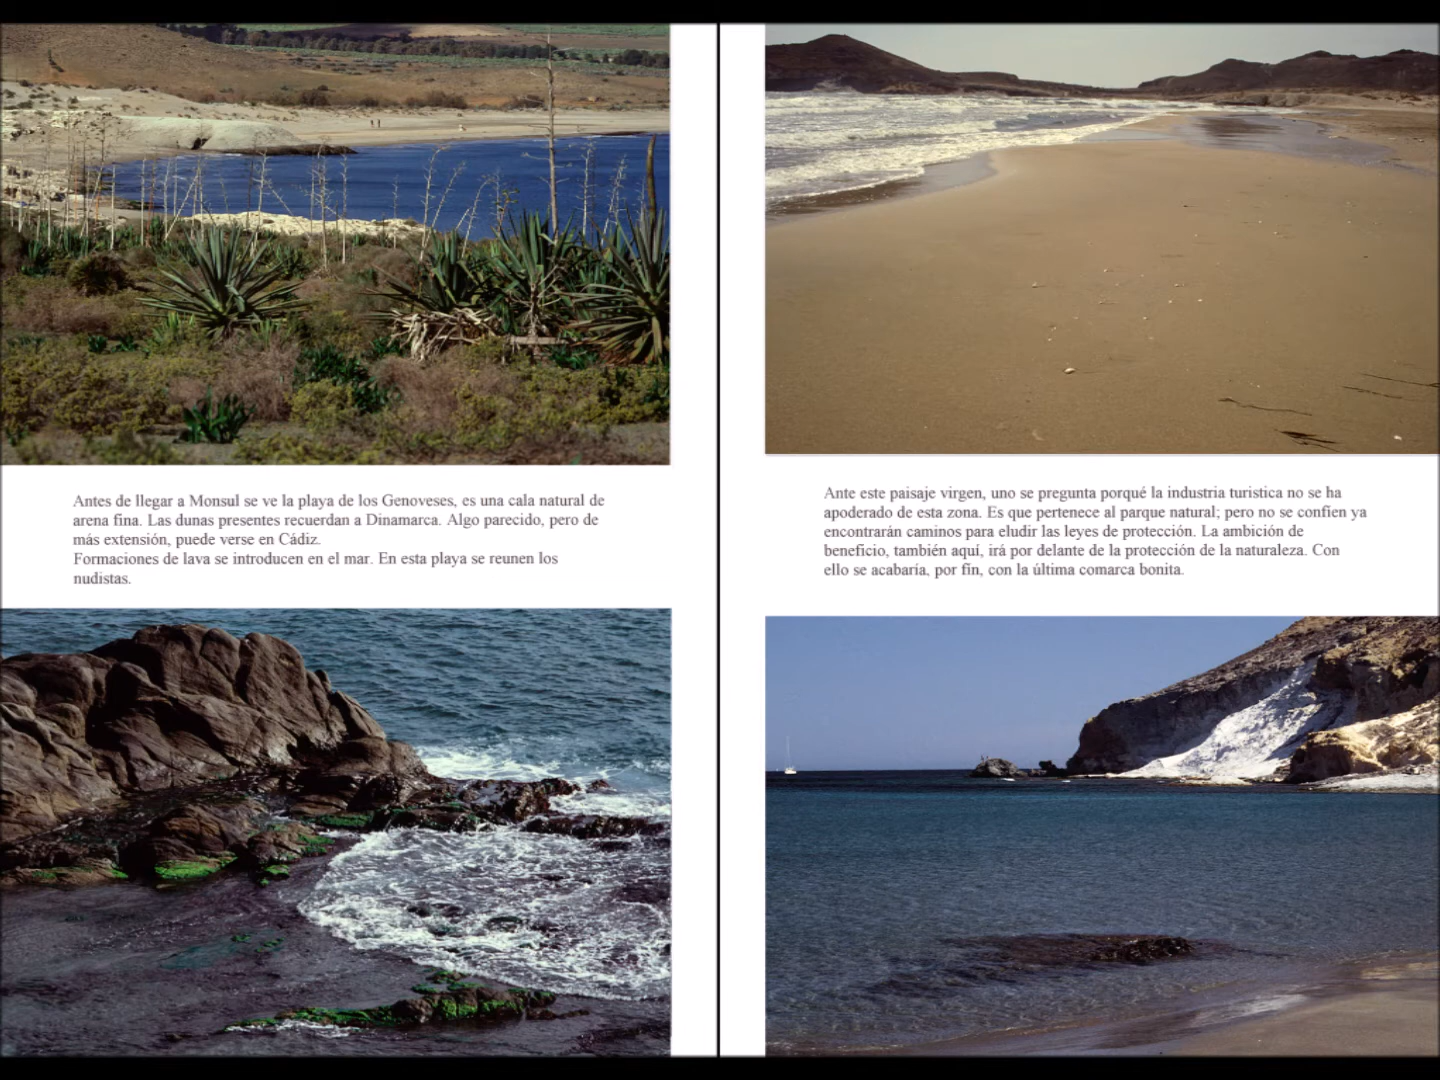 Antes de llegar a Monsul se ve la playa de los Genoveses, es una cala natural de
arena fina. Las dunas presentes recuerdan a Dinamarca. Algo parecido, pero de
más extensión, puede verse en Cádiz.
Formaciones de lava se introducen en el mar. En esta playa se reunen los
nudistas.
Ante este paisaje virgen, uno se pregunta porqué la industria turistica no se ha
apoderado de esta zona. Es que pertenece al parque natural; pero no se confíen ya
encontrarán caminos para eludir las leyes de protección. La ambición de
beneficio, también aquí, irá por delante de la protección de la naturaleza. Con
ello se acabaría, por fin, con la última comarca bonita.